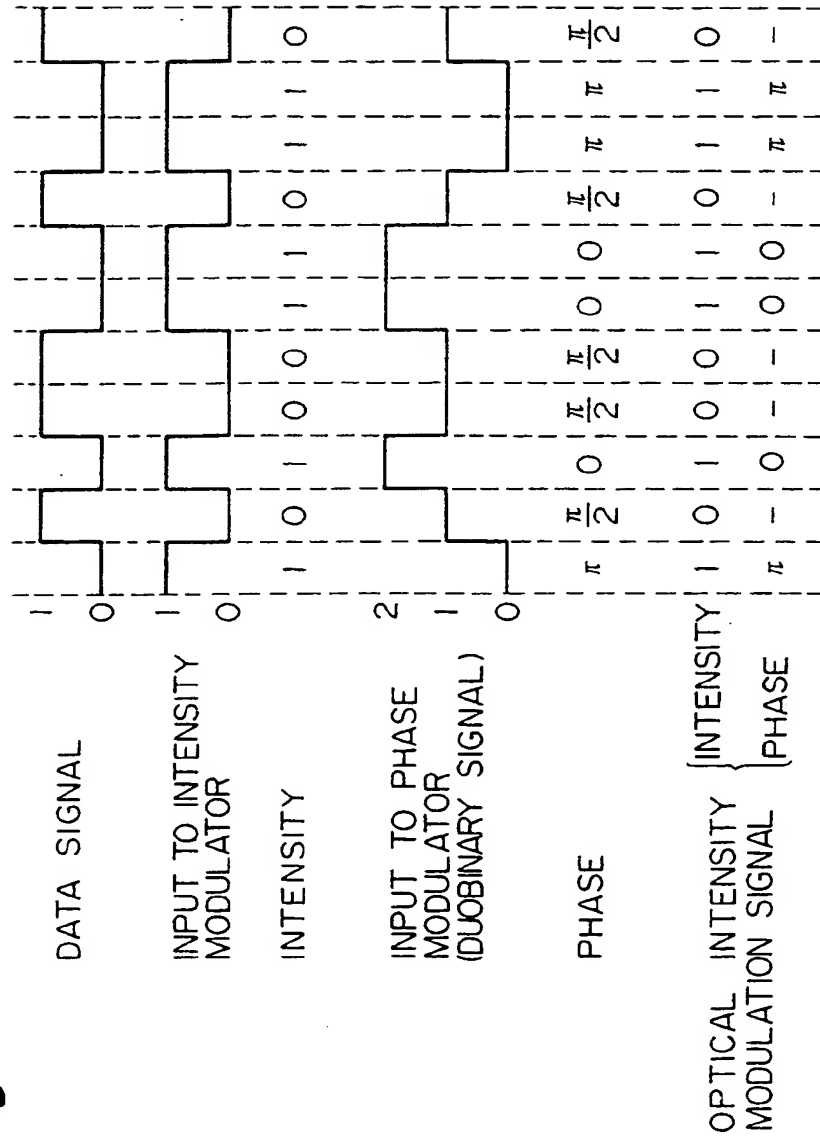 DATA SIGNAL
1
0
INPUT TO INTENSITY
MODULATOR
1
0
INTENSITY 1 0 1 0 0 1 1 0 1 1 0
INPUT TO PHASE
MODULATOR
(DUOBINARY SIGNAL)
2
1
0
PHASE π π/2 0 π/2 π/2 0 0 π/2 π π π/2
OPTICAL INTENSITY
MODULATION SIGNAL
INTENSITY 1 0 1 0 0 1 1 0 1 1 0
PHASE π - 0 - - 0 0 - π π -